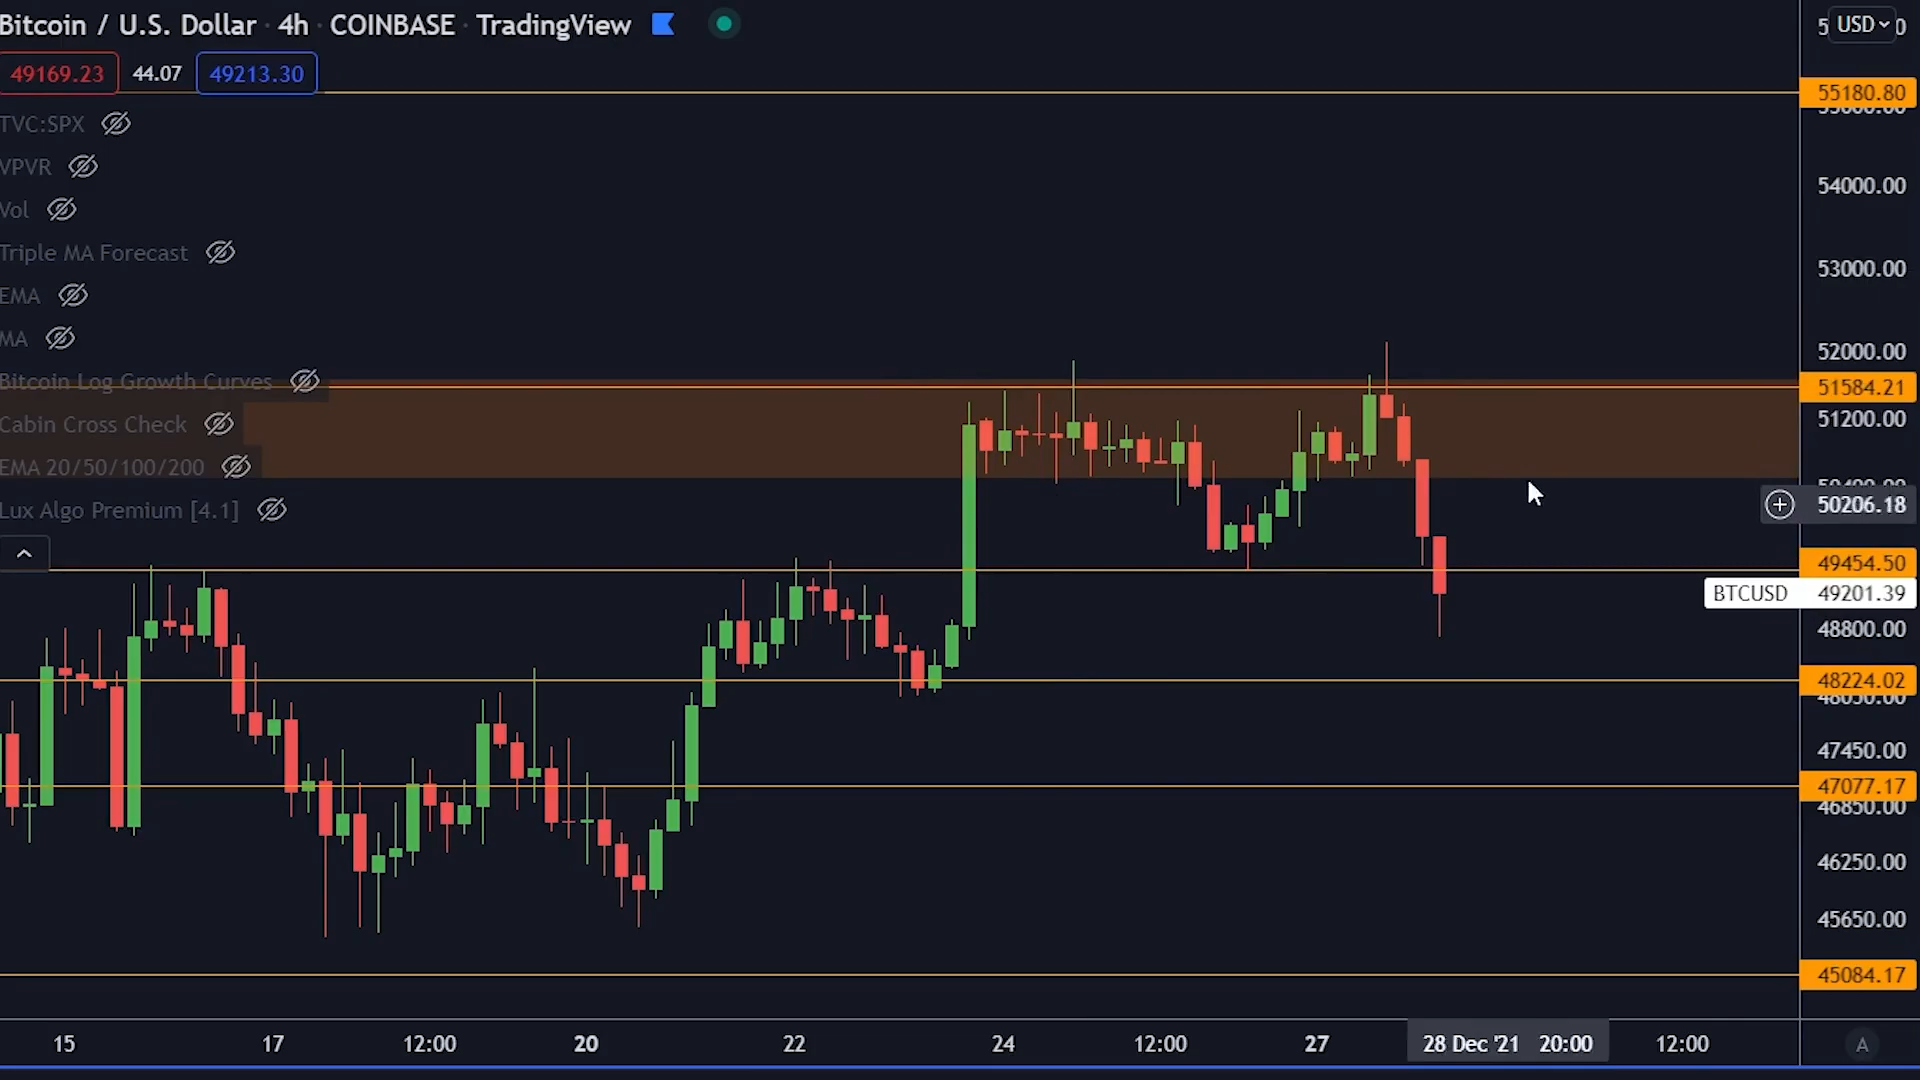 Bitcoin / U.S. Dollar · 4h · COINBASE · TradingView
49169.23 44.07 49213.30
TVC:SPX
VPVR
Vol
Triple MA Forecast
EMA
MA
Bitcoin Log Growth Curves
Cabin Cross Check
EMA 20/50/100/200
Lux Algo Premium [4.1]
USD
55180.80
54000.00
53000.00
52000.00
51584.21
51200.00
50206.18
49454.50
BTCUSD 49201.39
48800.00
48224.02
47450.00
47077.17
46850.00
46250.00
45650.00
45084.17
15 17 12:00 20 22 24 12:00 27 28 Dec '21 20:00 12:00 A